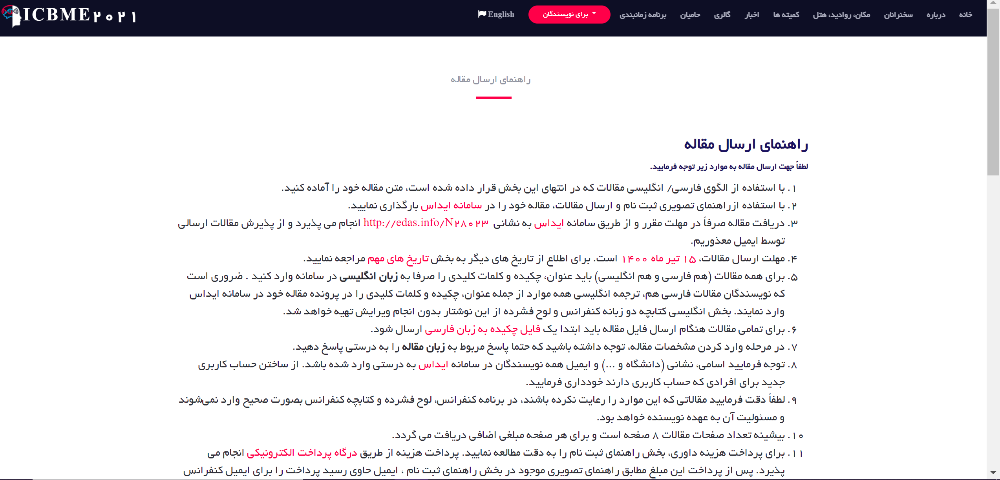 ICBME۲۰۲۱
خانه درباره سخنرانان مکان، روادید، هتل کمیته ها اخبار گالری حامیان برنامه زمانبندی برای نویسندگان English
راهنمای ارسال مقاله
راهنمای ارسال مقاله
لطفاً جهت ارسال مقاله به موارد زیر توجه فرمایید.
۱. با استفاده از الگوی فارسی/ انگلیسی مقالات که در انتهای این بخش قرار داده شده است، متن مقاله خود را آماده کنید.
۲. با استفاده ازراهنمای تصویری ثبت نام و ارسال مقالات، مقاله خود را در سامانه ایداس بارگذاری نمایید.
۳. دریافت مقاله صرفاً در مهلت مقرر و از طریق سامانه ایداس به نشانی http://edas.info/N۲۸۰۲۳ انجام می پذیرد و از پذیرش مقالات ارسالی
توسط ایمیل معذوریم.
۴. مهلت ارسال مقالات، ۱۵ تیر ماه ۱۴۰۰ است. برای اطلاع از تاریخ های دیگر به بخش تاریخ های مهم مراجعه نمایید.
۵. برای همه مقالات (هم فارسی و هم انگلیسی) باید عنوان، چکیده و کلمات کلیدی را صرفا به زبان انگلیسی در سامانه وارد کنید . ضروری است
که نویسندگان مقالات فارسی هم، ترجمه انگلیسی همه موارد از جمله عنوان، چکیده و کلمات کلیدی را در پرونده مقاله خود در سامانه ایداس
وارد نمایند. بخش انگلیسی کتابچه دو زبانه کنفرانس و لوح فشرده از این نوشتار بدون انجام ویرایش تهیه خواهد شد.
۶. برای تمامی مقالات هنگام ارسال فایل مقاله باید ابتدا یک فایل چکیده به زبان فارسی ارسال شود.
۷. در مرحله وارد کردن مشخصات مقاله، توجه داشته باشید که حتما پاسخ مربوط به زبان مقاله را به درستی پاسخ دهید.
۸. توجه فرمایید اسامی، نشانی (دانشگاه و ...) و ایمیل همه نویسندگان در سامانه ایداس به درستی وارد شده باشد. از ساختن حساب کاربری
جدید برای افرادی که حساب کاربری دارند خودداری فرمایید.
۹. لطفاً دقت فرمایید مقالاتی که این موارد را رعایت نکرده باشند، در برنامه کنفرانس، لوح فشرده و کتابچه کنفرانس بصورت صحیح وارد نمی‌شوند
و مسئولیت آن به عهده نویسنده خواهد بود.
۱۰. بیشینه تعداد صفحات مقالات ۸ صفحه است و برای هر صفحه مبلغی اضافی دریافت می گردد.
۱۱. برای پرداخت هزینه داوری، بخش راهنمای ثبت نام را به دقت مطالعه نمایید. پرداخت هزینه از طریق درگاه پرداخت الکترونیکی انجام می
پذیرد. پس از پرداخت این مبلغ مطابق راهنمای تصویری موجود در بخش راهنمای ثبت نام ، ایمیل حاوی رسید پرداخت را برای ایمیل کنفرانس